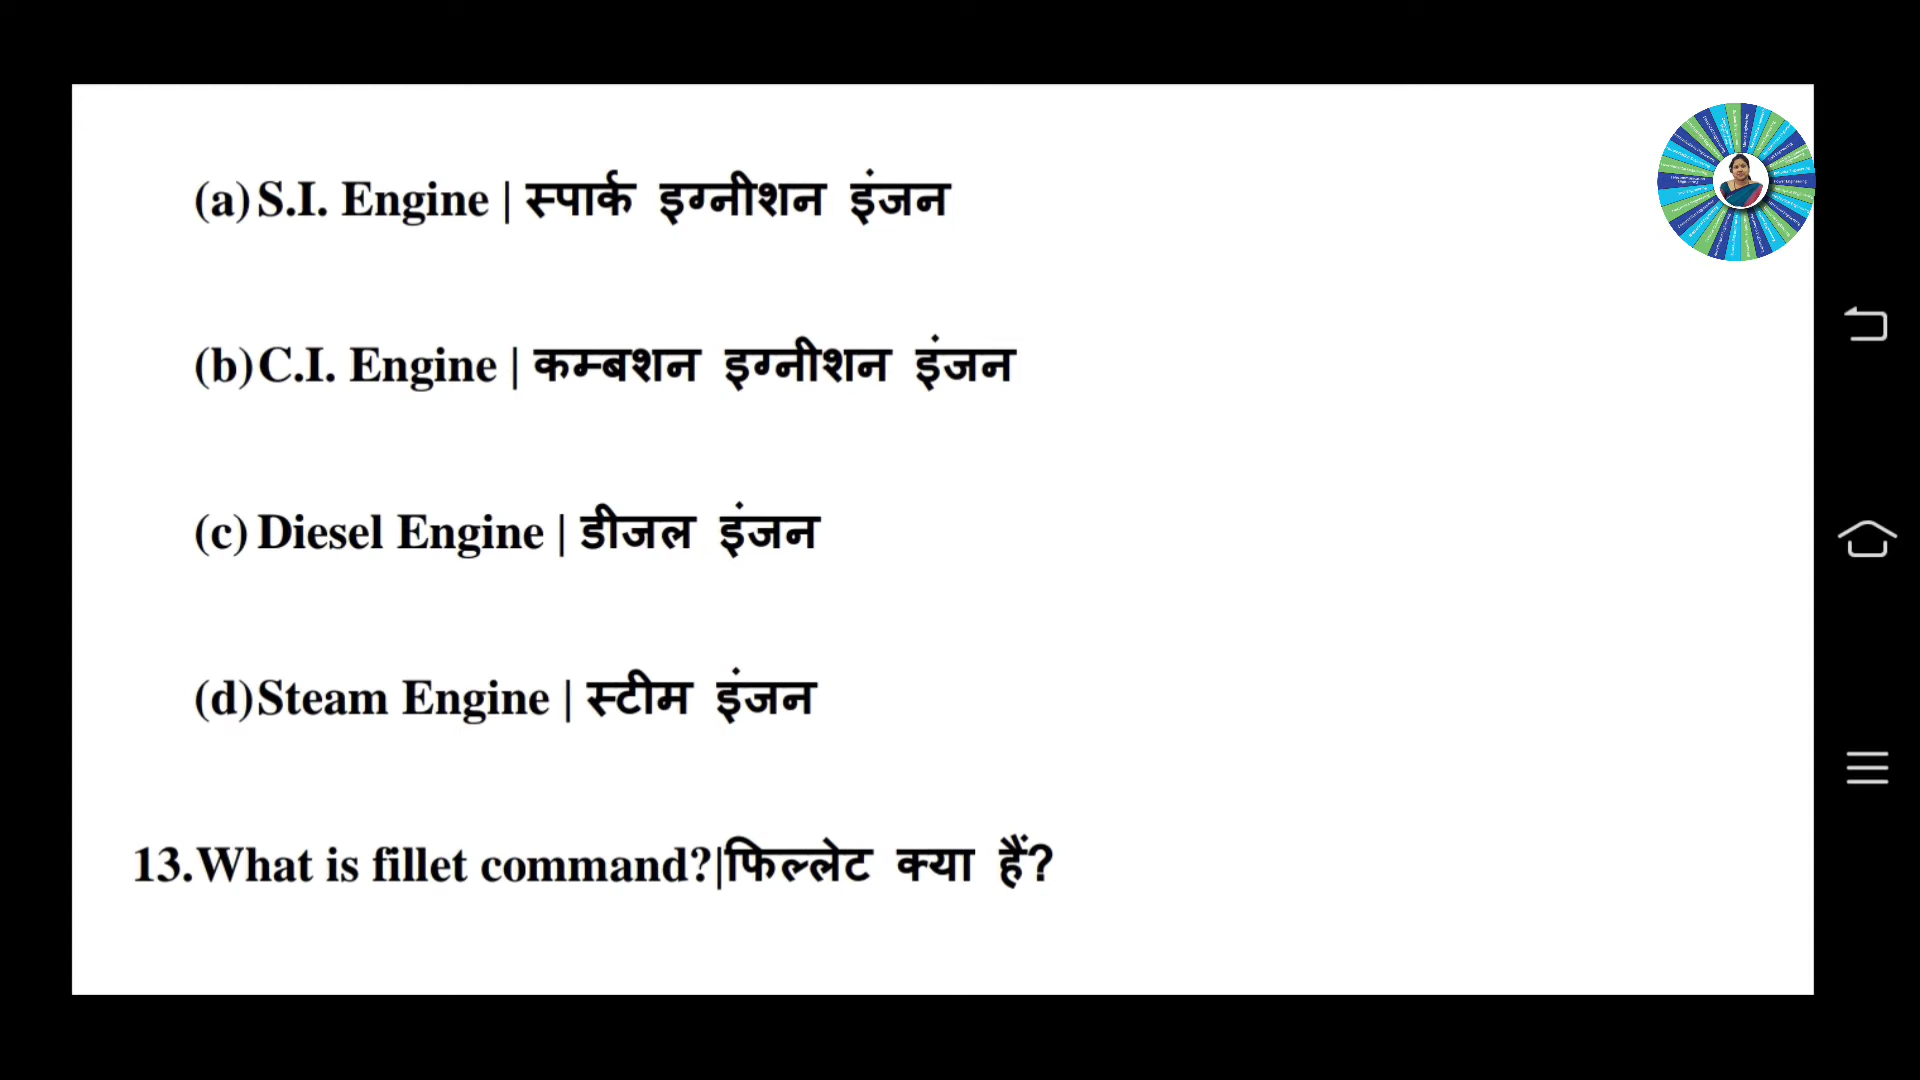 (a) S.I. Engine | स्पार्क इग्नीशन इंजन
(b) C.I. Engine | कम्बशन इग्नीशन इंजन
(c) Diesel Engine | डीजल इंजन
(d) Steam Engine | स्टीम इंजन
13. What is fillet command?|फिल्लेट क्या हैं?